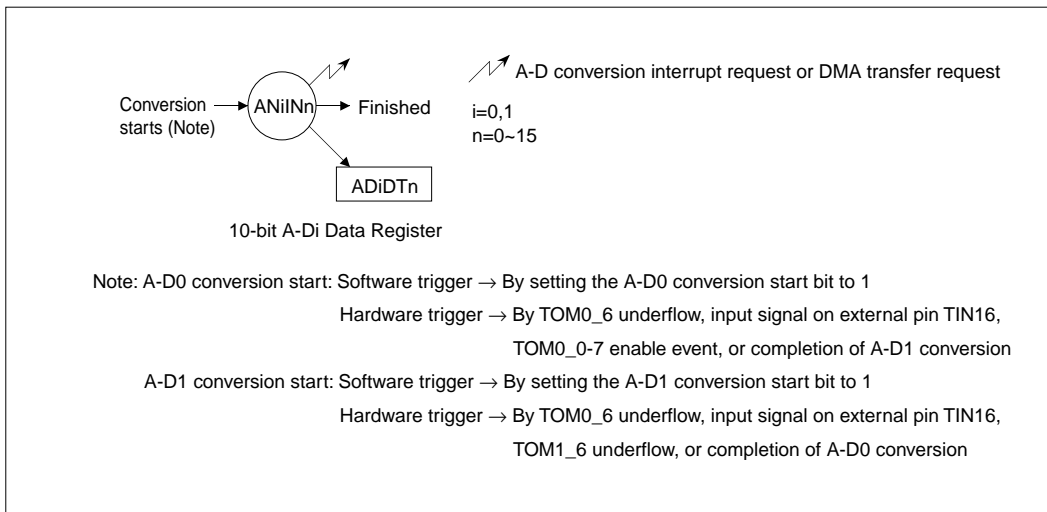 A-D conversion interrupt request or DMA transfer request
Conversion
starts (Note)
ANiINn
Finished
i=0,1
n=0~15
ADiDTn
10-bit A-Di Data Register
Note: A-D0 conversion start: Software trigger → By setting the A-D0 conversion start bit to 1
Hardware trigger → By TOM0_6 underflow, input signal on external pin TIN16,
TOM0_0-7 enable event, or completion of A-D1 conversion
A-D1 conversion start: Software trigger → By setting the A-D1 conversion start bit to 1
Hardware trigger → By TOM0_6 underflow, input signal on external pin TIN16,
TOM1_6 underflow, or completion of A-D0 conversion